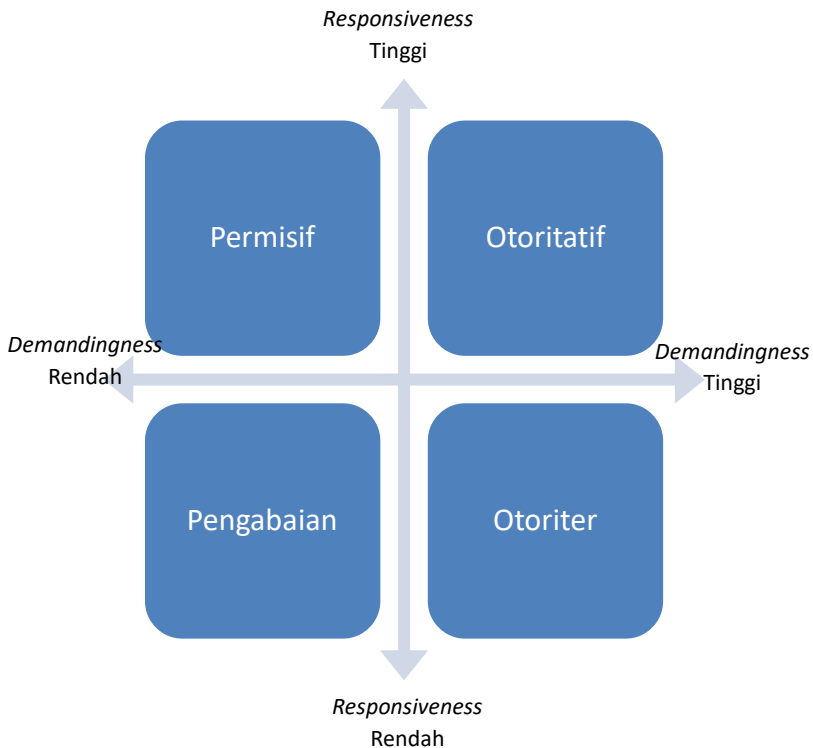 Responsiveness
Tinggi
Permisif
Otoritatif
Demandingness
Rendah
Demandingness
Tinggi
Pengabaian
Otoriter
Responsiveness
Rendah